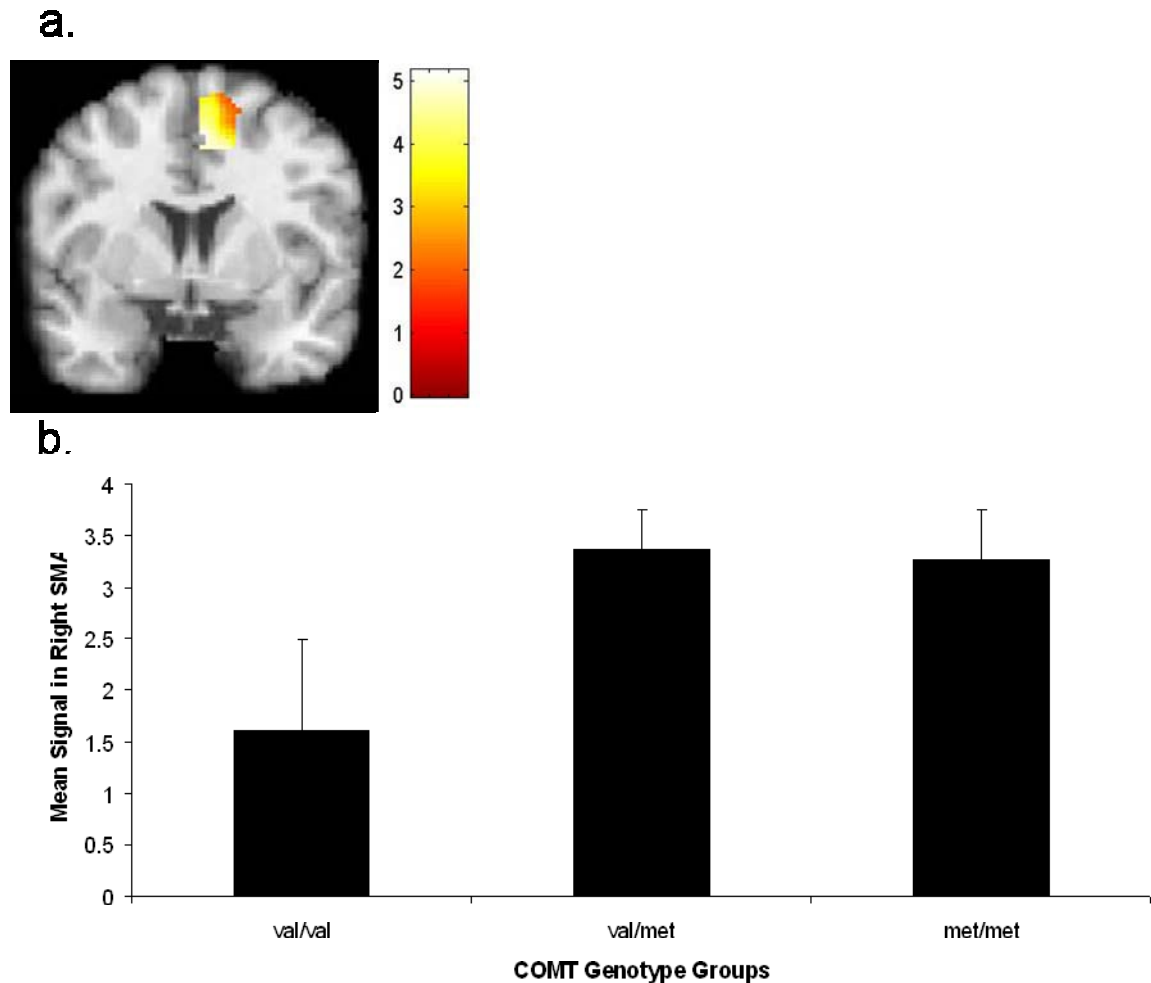 a.
5
4
3
2
1
0
b.
4
3.5
3
2.5
2
1.5
1
0.5
0
Mean Signal in Right SMA
val/val
val/met
met/met
COMT Genotype Groups